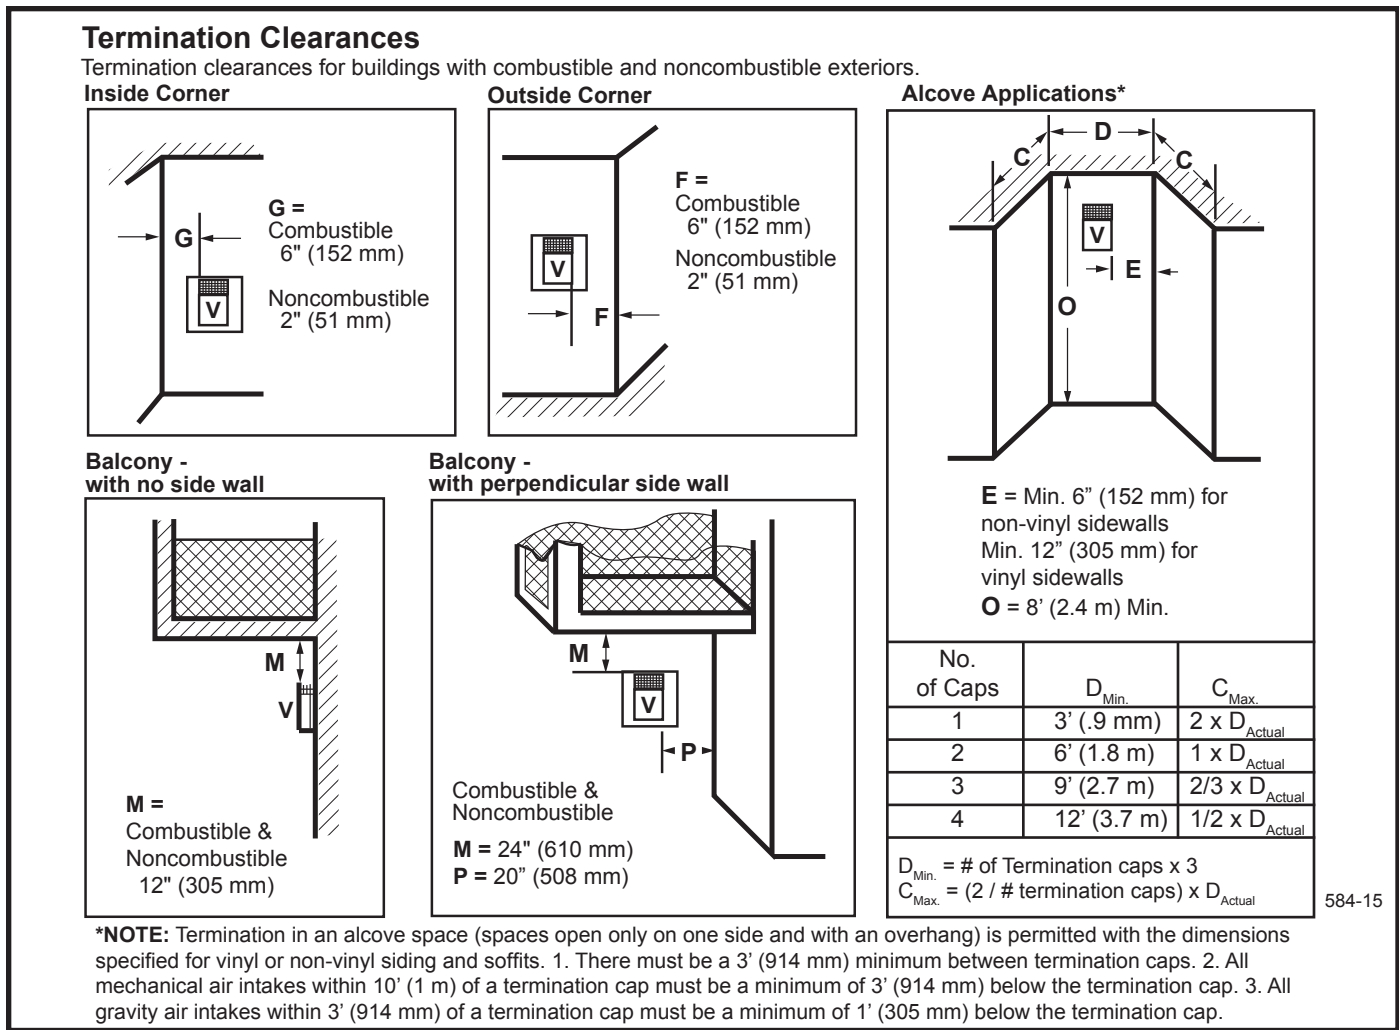 Termination Clearances
Termination clearances for buildings with combustible and noncombustible exteriors.
Inside Corner
G
V
G =
Combustible
6" (152 mm)
Noncombustible
2" (51 mm)
Outside Corner
V
F
F =
Combustible
6" (152 mm)
Noncombustible
2" (51 mm)
Balcony -
with no side wall
M
V
M =
Combustible &
Noncombustible
12" (305 mm)
Balcony -
with perpendicular side wall
M
V
P
Combustible &
Noncombustible
M = 24" (610 mm)
P = 20” (508 mm)
Alcove Applications*
D
C
C
V
E
O
E = Min. 6” (152 mm) for
non-vinyl sidewalls
Min. 12” (305 mm) for
vinyl sidewalls
O = 8’ (2.4 m) Min.
No.
of Caps DMin. CMax.
1 3’ (.9 mm) 2 x DActual
2 6’ (1.8 m) 1 x DActual
3 9’ (2.7 m) 2/3 x DActual
4 12’ (3.7 m) 1/2 x DActual
DMin. = # of Termination caps x 3
CMax. = (2 / # termination caps) x DActual
584-15
*NOTE: Termination in an alcove space (spaces open only on one side and with an overhang) is permitted with the dimensions
specified for vinyl or non-vinyl siding and soffits. 1. There must be a 3’ (914 mm) minimum between termination caps. 2. All
mechanical air intakes within 10’ (1 m) of a termination cap must be a minimum of 3’ (914 mm) below the termination cap. 3. All
gravity air intakes within 3’ (914 mm) of a termination cap must be a minimum of 1’ (305 mm) below the termination cap.